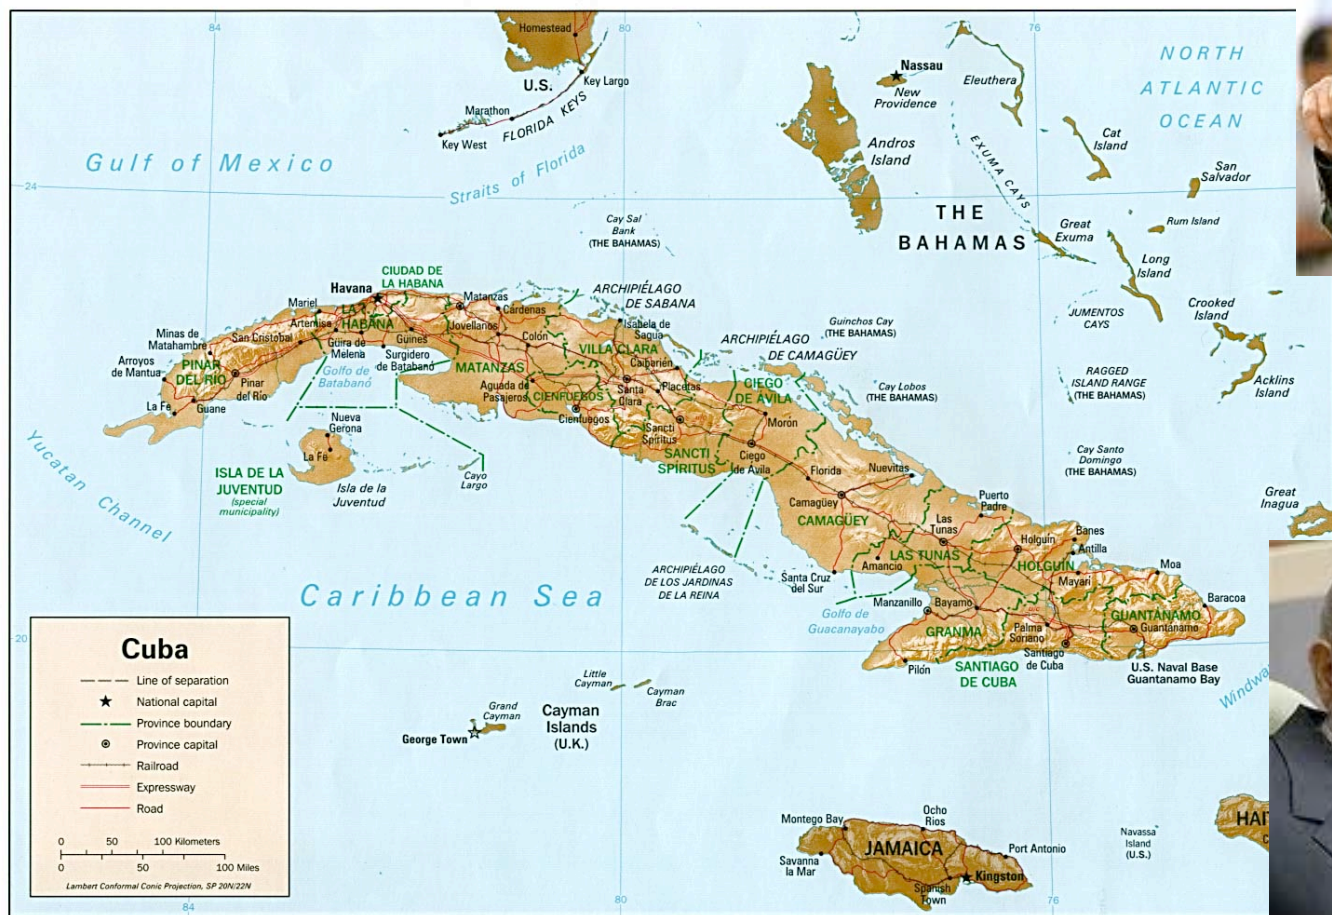 84
80
76
Homestead
U.S.
Key Largo
Marathon
FLORIDA KEYS
Key West
Gulf of Mexico
Straits of Florida
24
Nassau
New
Providence
Eleuthera
NORTH
ATLANTIC
OCEAN
Andros
Island
Cat
Island
EXUMA CAYS
San
Salvador
THE
BAHAMAS
Great
Exuma
Rum Island
Long
Island
Cay Sal
Bank
(THE BAHAMAS)
Crooked
Island
JUMENTOS
CAYS
Guinchos Cay
(THE BAHAMAS)
RAGGED
ISLAND RANGE
(THE BAHAMAS)
Acklins
Island
Cay Lobos
(THE BAHAMAS)
Cay Santo
Domingo
(THE BAHAMAS)
Great
Inagua
CIUDAD DE
LA HABANA
Havana
LA
HABANA
Mariel
Artemisa
Matanzas
Cárdenas
ARCHIPIÉLAGO
DE SABANA
Minas de
Matahambre
San Cristobal
Güira de
Melena
Güines
Jovellanos
Colón
Isabela de
Sagua
ARCHIPIÉLAGO
DE CAMAGÜEY
Arroyos
de Mantua
PINAR
DEL RÍO
Pinar
del Río
Golfo de
Batabanó
Surgidero
de Batabanó
MATANZAS
VILLA CLARA
Caibarién
La Fe
Guane
Aguada de
Pasajeros
CIENFUEGOS
Cienfuegos
Santa
Clara
Placetas
CIEGO
DE AVILA
Morón
Nueva
Gerona
La Fe
Sancti
Spíritus
SANCTI
SPÍRITUS
Ciego
de Avila
Yucatan Channel
ISLA DE LA
JUVENTUD
(special
municipality)
Isla de la
Juventud
Cayo
Largo
Florida
Nuevitas
Camagüey
CAMAGÜEY
Puerto
Padre
Las
Tunas
LAS TUNAS
Holguín
HOLGUÍN
Banes
Antilla
Mayarí
Moa
Amancio
Santa Cruz
del Sur
ARCHIPIÉLAGO
DE LOS JARDINAS
DE LA REINA
Golfo de
Guacanayabo
Manzanillo
Bayamo
GRANMA
Pilón
Palma
Soriano
Santiago
de Cuba
SANTIAGO
DE CUBA
GUANTÁNAMO
Guantánamo
Baracoa
U.S. Naval Base
Guantanamo Bay
Caribbean Sea
20
Little
Cayman
Cayman
Brac
Grand
Cayman
George Town
Cayman
Islands
(U.K.)
Montego Bay
Ocho
Rios
Savanna
la Mar
JAMAICA
Port Antonio
Spanish
Town
Kingston
Navassa
Island
(U.S.)
Cuba
Line of separation
National capital
Province boundary
Province capital
Railroad
Expressway
Road
0 50 100 Kilometers
0 50 100 Miles
Lambert Conformal Conic Projection, SP 20N/22N
84
80
76